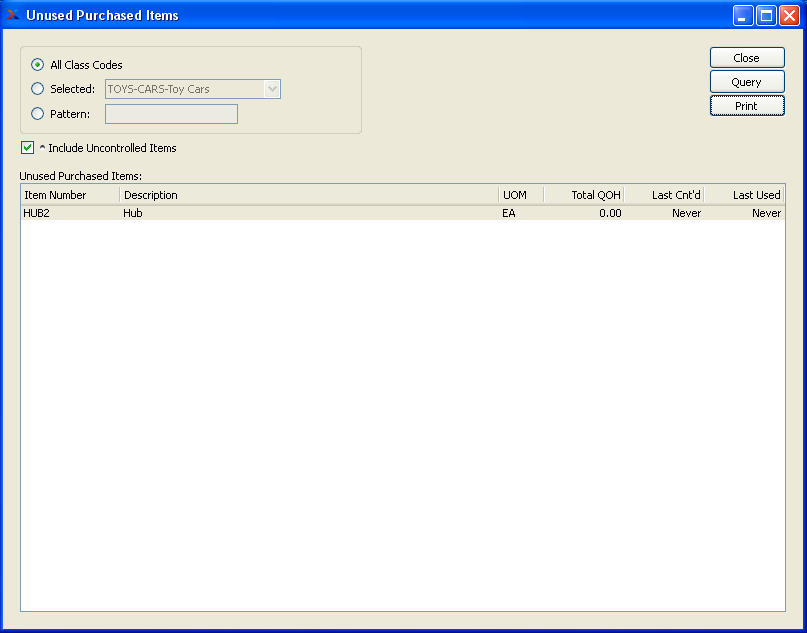 Unused Purchased Items
All Class Codes
Close
Selected: TOYS-CARS-Toy Cars
Query
Pattern:
Print
^ Include Uncontrolled Items
Unused Purchased Items:
Item Number Description UOM Total QOH Last Cnt'd Last Used
HUB2 Hub EA 0.00 Never Never